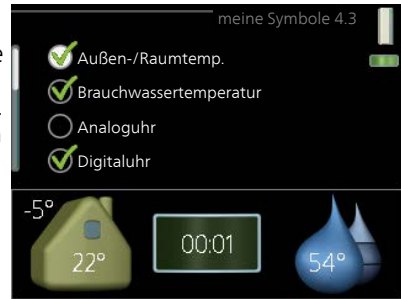 meine Symbole 4.3
e
Außen-/Raumtemp.
Brauchwassertemperatur
Analoguhr
Digitaluhr
-5°
22°
00:01
54°